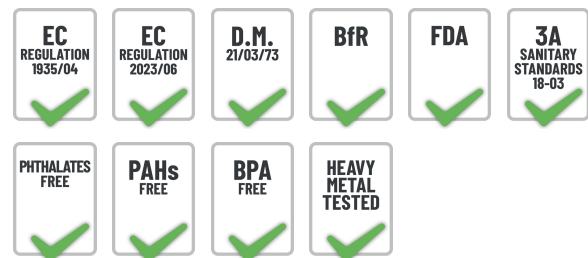 EC
REGULATION
1935/04
EC
REGULATION
2023/06
D.M.
21/03/73
BfR
FDA
3A
SANITARY
STANDARDS
18-03
PHTHALATES
FREE
PAHs
FREE
BPA
FREE
HEAVY
METAL
TESTED